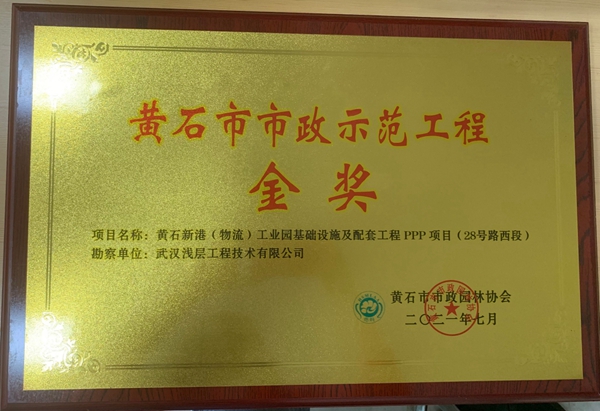 黄石市市政示范工程
金奖
项目名称：黄石新港（物流）工业园基础设施及配套工程 PPP 项目（28号路西段）
勘察单位：武汉浅层工程技术有限公司
黄石市市政园林协会
二〇二一年七月